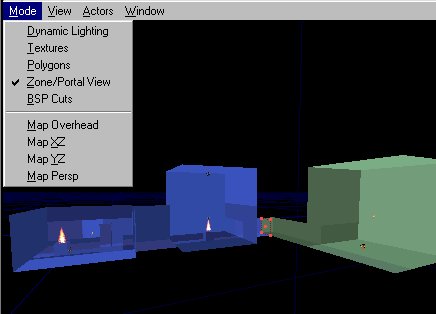 Mode View Actors Window
Dynamic Lighting
Textures
Polygons
Zone/Portal View
BSP Cuts
Map Overhead
Map XZ
Map YZ
Map Persp